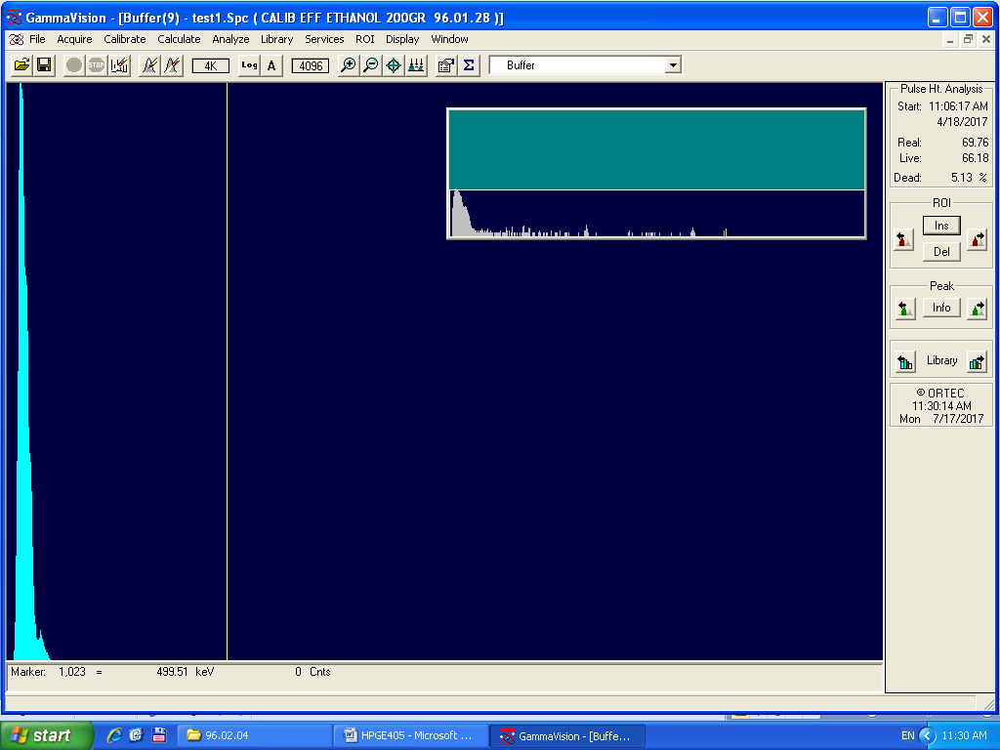 GammaVision - [Buffer(9) - test1.Spc ( CALIB EFF ETHANOL 200GR 96.01.28 )]
File Acquire Calibrate Calculate Analyze Library Services ROI Display Window
STOP 4K Log A 4096 Σ Buffer
Pulse Ht. Analysis
Start: 11:06:17 AM
4/18/2017
Real: 69.76
Live: 66.18
Dead: 5.13 %
ROI
Ins
Del
Peak
Info
Library
© ORTEC
11:30:14 AM
Mon 7/17/2017
Marker: 1,023 = 499.51 keV 0 Cnts
start 96.02.04 HPGE405 - Microsoft ... GammaVision - [Buffe... EN 11:30 AM